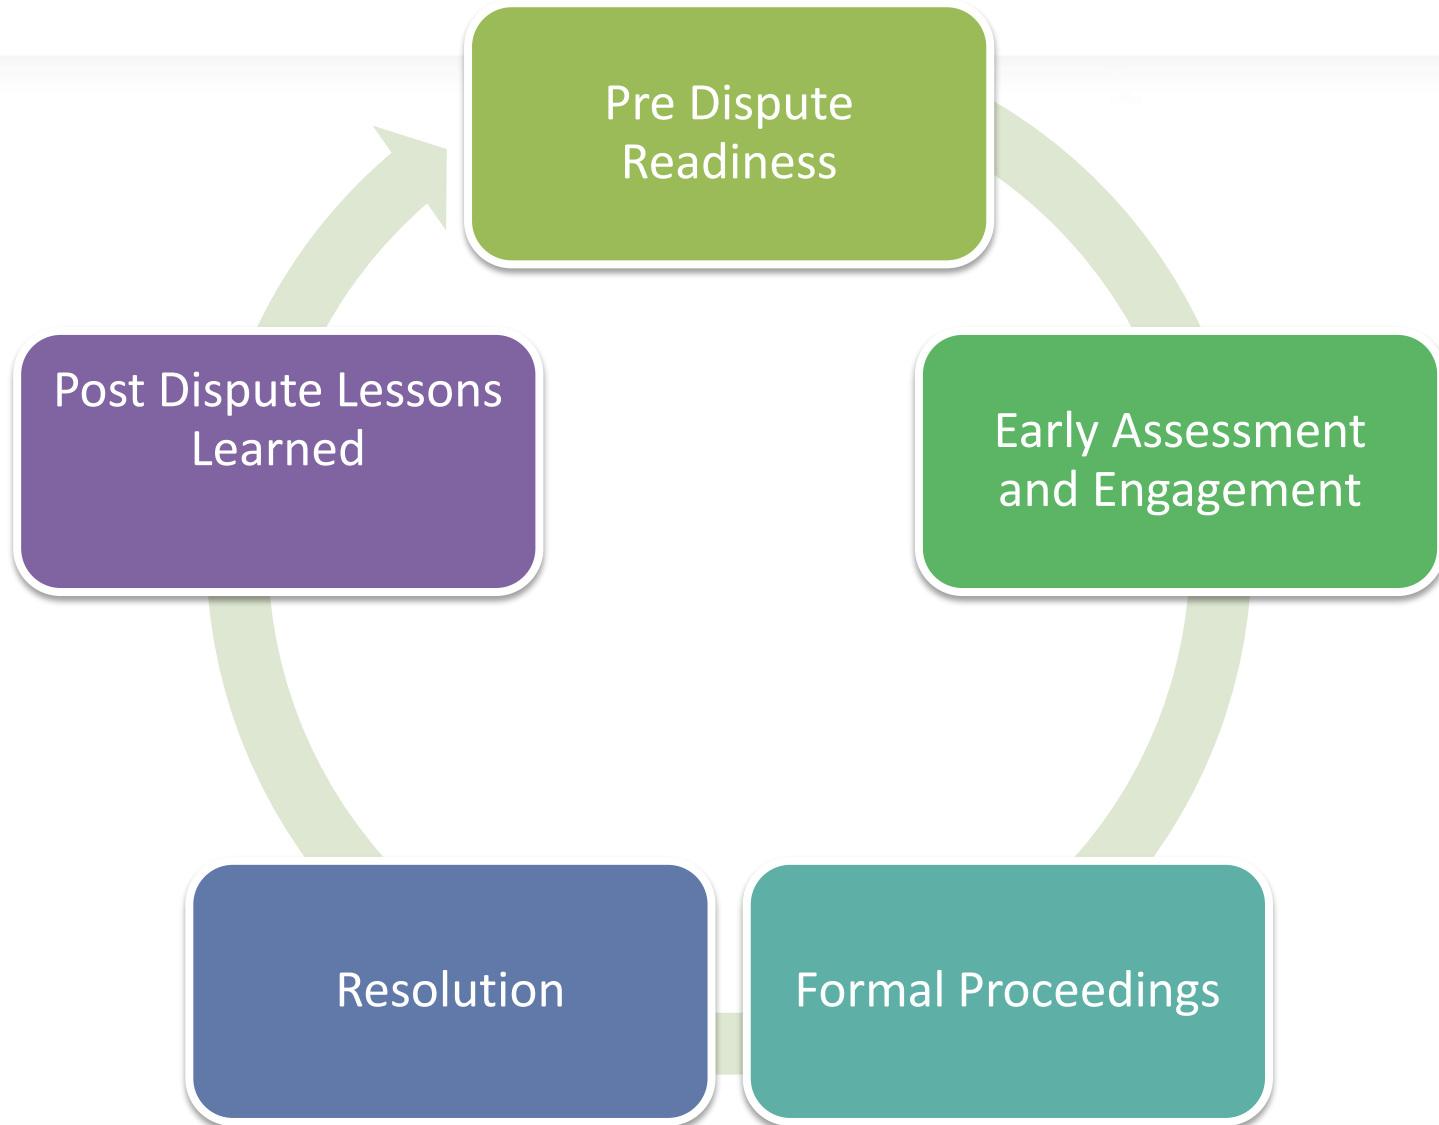 Pre Dispute
Readiness
Early Assessment
and Engagement
Formal Proceedings
Resolution
Post Dispute Lessons
Learned